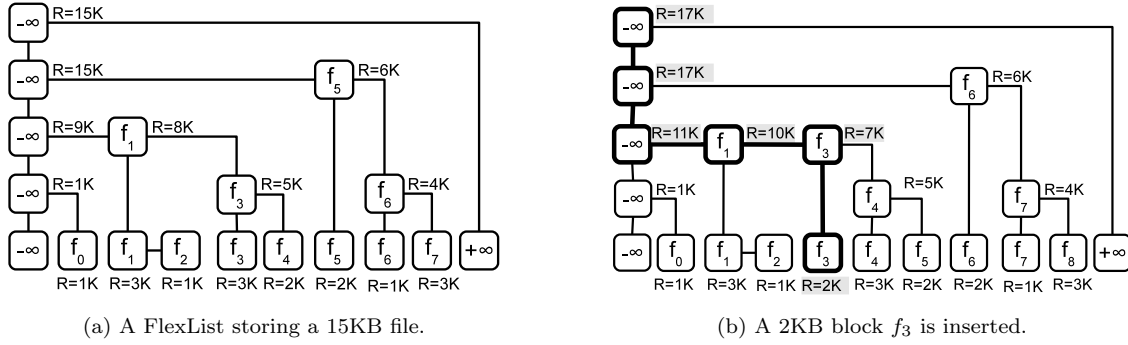 -∞ R=15K
-∞ R=15K f5 R=6K
-∞ R=9K f1 R=8K
-∞ R=1K f3 R=5K f6 R=4K
-∞ f0 f1 f2 f3 f4 f5 f6 f7 +∞
R=1K R=3K R=1K R=3K R=2K R=2K R=1K R=3K
(a) A FlexList storing a 15KB file.
-∞ R=17K
-∞ R=17K f6 R=6K
-∞ R=11K f1 R=10K f3 R=7K
-∞ R=1K f4 R=5K f7 R=4K
-∞ f0 f1 f2 f3 f4 f5 f6 f7 f8 +∞
R=1K R=3K R=1K R=2K R=3K R=2K R=2K R=1K R=3K
(b) A 2KB block f3 is inserted.